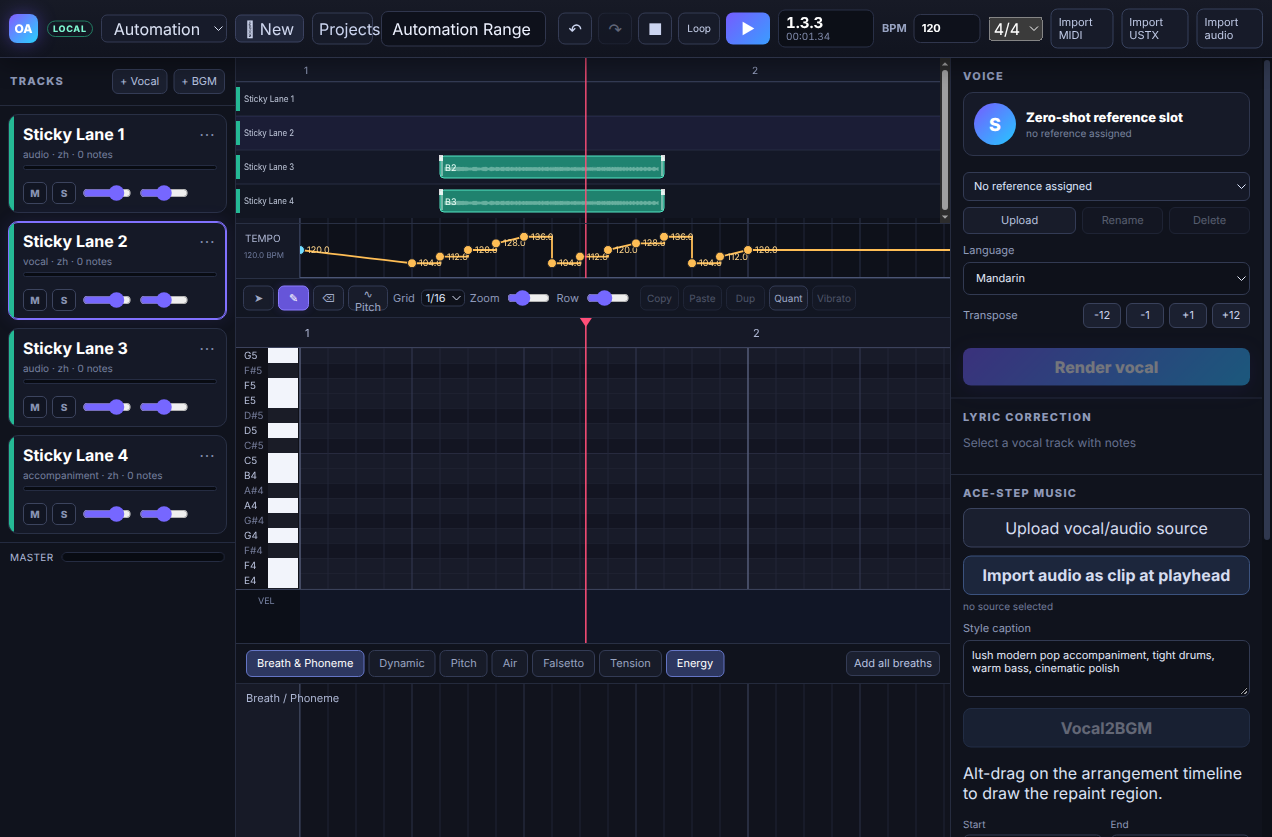 OA LOCAL Automation New Projects Automation Range Loop 1.3.3 00:01.34 BPM 120 4/4 Import MIDI Import USTX Import audio
TRACKS + Vocal + BGM
Sticky Lane 1 ...
audio · zh · 0 notes
M S
Sticky Lane 2 ...
vocal · zh · 0 notes
M S
Sticky Lane 3 ...
audio · zh · 0 notes
M S
Sticky Lane 4 ...
accompaniment · zh · 0 notes
M S
MASTER
1 2
Sticky Lane 1
Sticky Lane 2
Sticky Lane 3 B2
Sticky Lane 4 B3
TEMPO
120.0 BPM
120.0 104.0 112.0 120.0 128.0 136.0 104.0 112.0 120.0 128.0 136.0 104.0 112.0 120.0
Pitch Grid 1/16 Zoom Row Copy Paste Dup Quant Vibrato
1 2
G5
F#5
F5
E5
D#5
D5
C#5
C5
B4
A#4
A4
G#4
G4
F#4
F4
E4
VEL
Breath & Phoneme Dynamic Pitch Air Falsetto Tension Energy Add all breaths
Breath / Phoneme
VOICE
S Zero-shot reference slot
no reference assigned
No reference assigned
Upload Rename Delete
Language
Mandarin
Transpose -12 -1 +1 +12
Render vocal
LYRIC CORRECTION
Select a vocal track with notes
ACE-STEP MUSIC
Upload vocal/audio source
Import audio as clip at playhead
no source selected
Style caption
lush modern pop accompaniment, tight drums,
warm bass, cinematic polish
Vocal2BGM
Alt-drag on the arrangement timeline
to draw the repaint region.
Start End